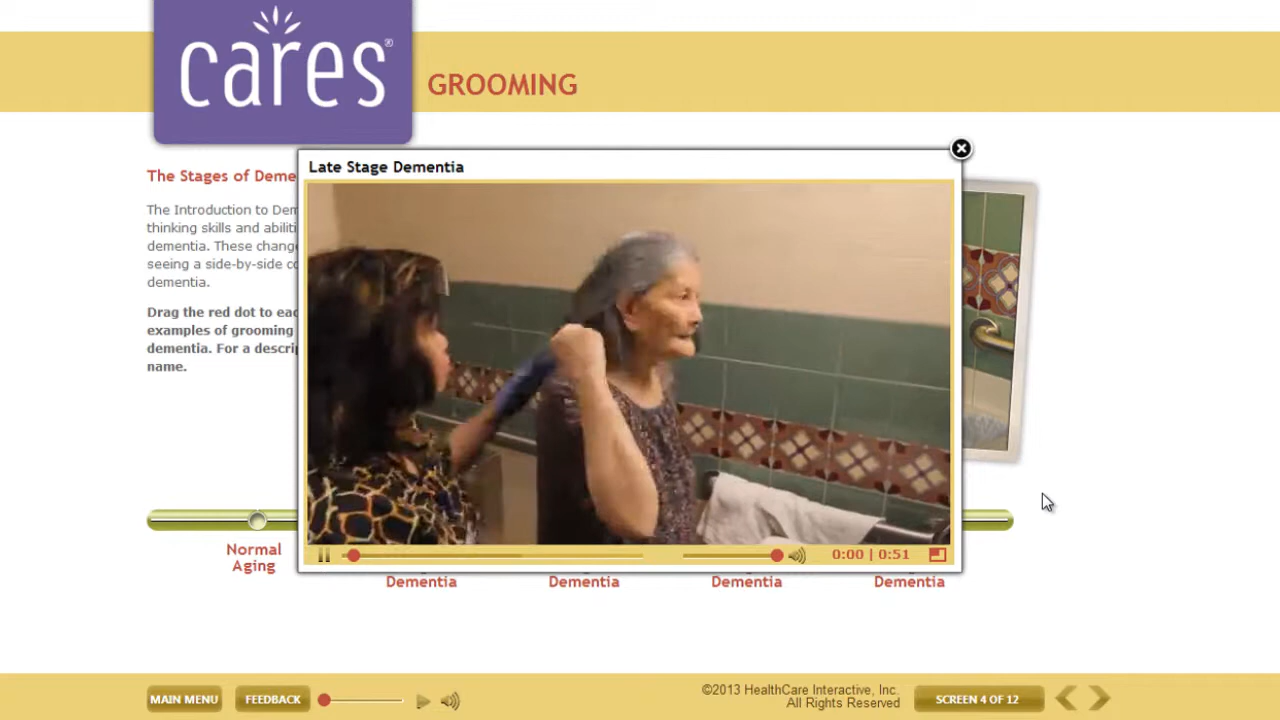 cares®
GROOMING
Late Stage Dementia
The Stages of Deme
The Introduction to Dem
thinking skills and abiliti
dementia. These change
seeing a side-by-side co
dementia.
Drag the red dot to eac
examples of grooming
dementia. For a descrip
name.
0:00 | 0:51
Normal
Aging
Dementia
Dementia
Dementia
Dementia
MAIN MENU
FEEDBACK
©2013 HealthCare Interactive, Inc.
All Rights Reserved
SCREEN 4 OF 12